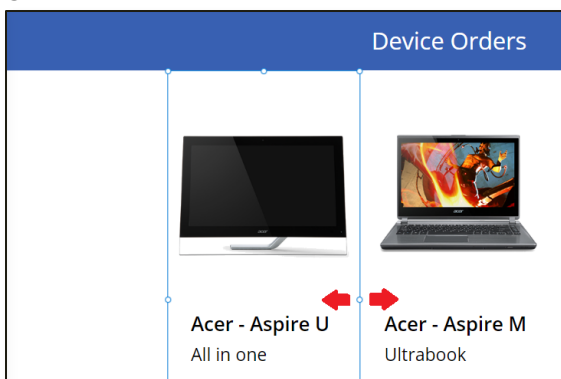 Device Orders
Acer - Aspire U
All in one
Acer - Aspire M
Ultrabook